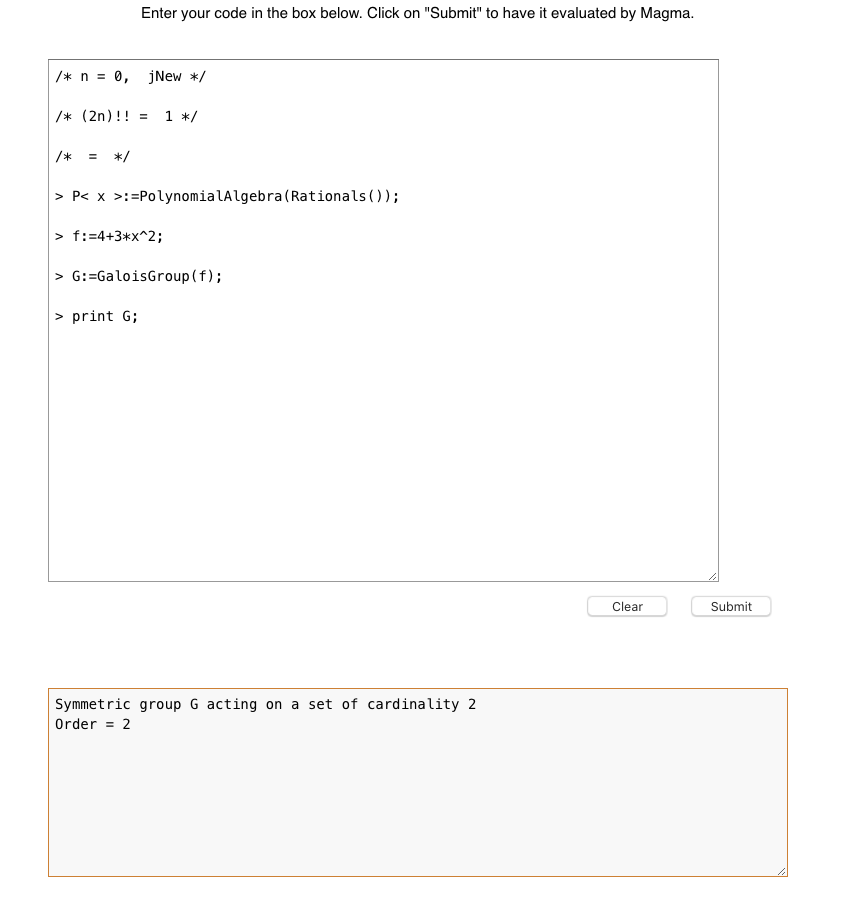 Enter your code in the box below. Click on "Submit" to have it evaluated by Magma.
/* n = 0,  jNew */
/* (2n)!! =  1 */
/*  =  */
> P< x >:=PolynomialAlgebra(Rationals());
> f:=4+3*x^2;
> G:=GaloisGroup(f);
> print G;
Clear Submit
Symmetric group G acting on a set of cardinality 2
Order = 2